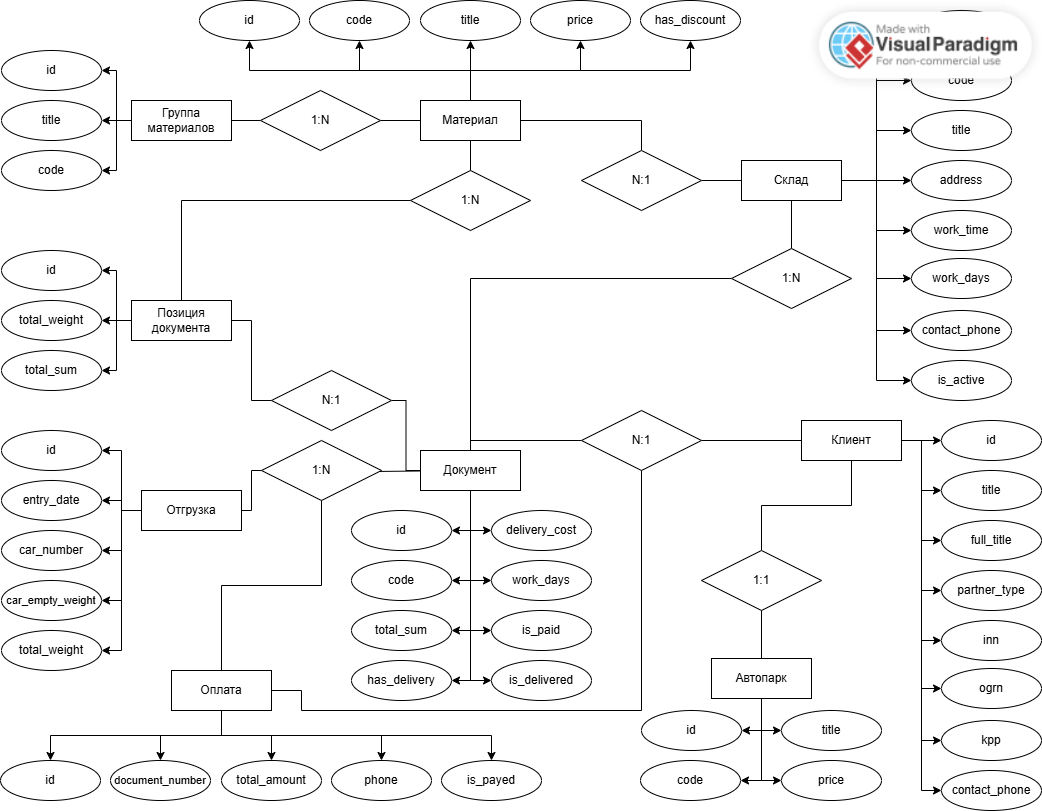 id
code
title
price
has_discount
Made with
Visual Paradigm
For non-commercial use
id
title
code
Группа
материалов
1:N
Материал
1:N
N:1
Склад
code
title
address
work_time
work_days
contact_phone
is_active
1:N
id
total_weight
total_sum
Позиция
документа
N:1
id
entry_date
car_number
car_empty_weight
total_weight
Отгрузка
1:N
Документ
N:1
Клиент
id
title
full_title
partner_type
inn
ogrn
kpp
contact_phone
id
delivery_cost
code
work_days
total_sum
is_paid
has_delivery
is_delivered
1:1
Автопарк
id
title
code
price
Оплата
id
document_number
total_amount
phone
is_payed